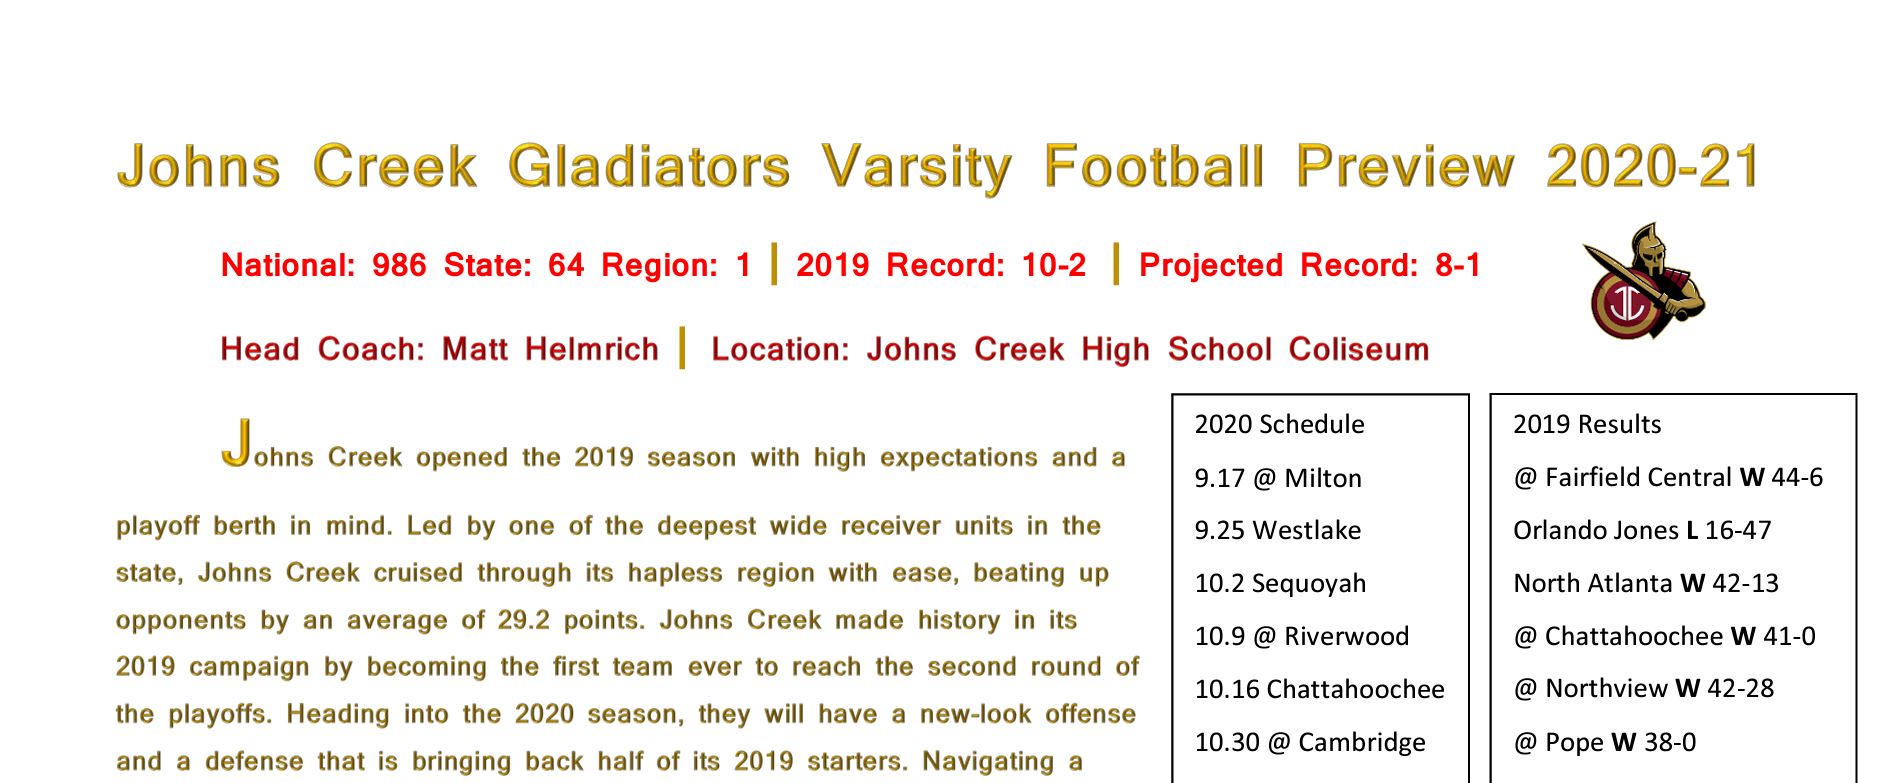 Johns Creek Gladiators Varsity Football Preview 2020-21
National: 986 State: 64 Region: 1 | 2019 Record: 10-2 | Projected Record: 8-1
Head Coach: Matt Helmrich | Location: Johns Creek High School Coliseum
Johns Creek opened the 2019 season with high expectations and a
playoff berth in mind. Led by one of the deepest wide receiver units in the
state, Johns Creek cruised through its hapless region with ease, beating up
opponents by an average of 29.2 points. Johns Creek made history in its
2019 campaign by becoming the first team ever to reach the second round of
the playoffs. Heading into the 2020 season, they will have a new-look offense
and a defense that is bringing back half of its 2019 starters. Navigating a
2020 Schedule
9.17 @ Milton
9.25 Westlake
10.2 Sequoyah
10.9 @ Riverwood
10.16 Chattahoochee
10.30 @ Cambridge
2019 Results
@ Fairfield Central W 44-6
Orlando Jones L 16-47
North Atlanta W 42-13
@ Chattahoochee W 41-0
@ Northview W 42-28
@ Pope W 38-0
JC